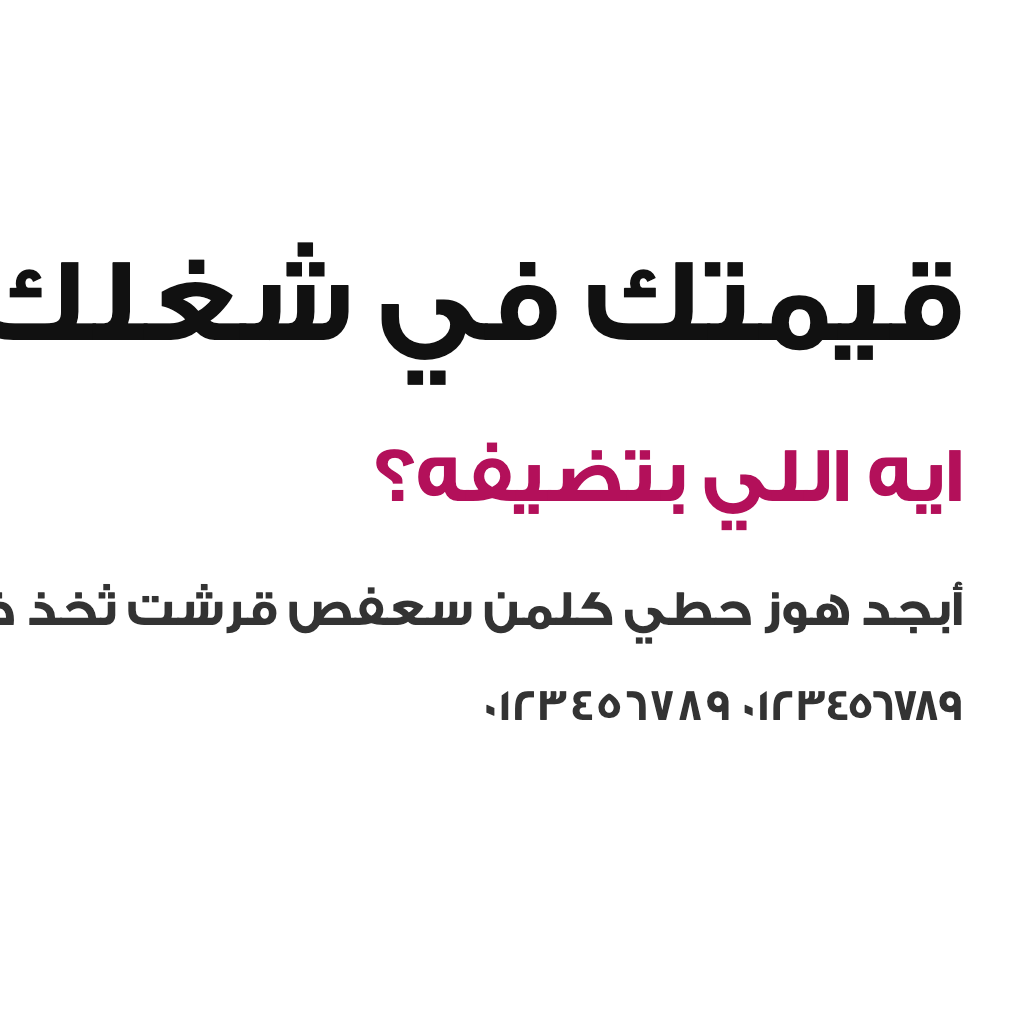 قيمتك في شغلك
ايه اللي بتضيفه؟
أبجد هوز حطي كلمن سعفص قرشت ثخذ
٠١٢٣٤٥٦٧٨٩ ٠١٢٣٤٥٦٧٨٩